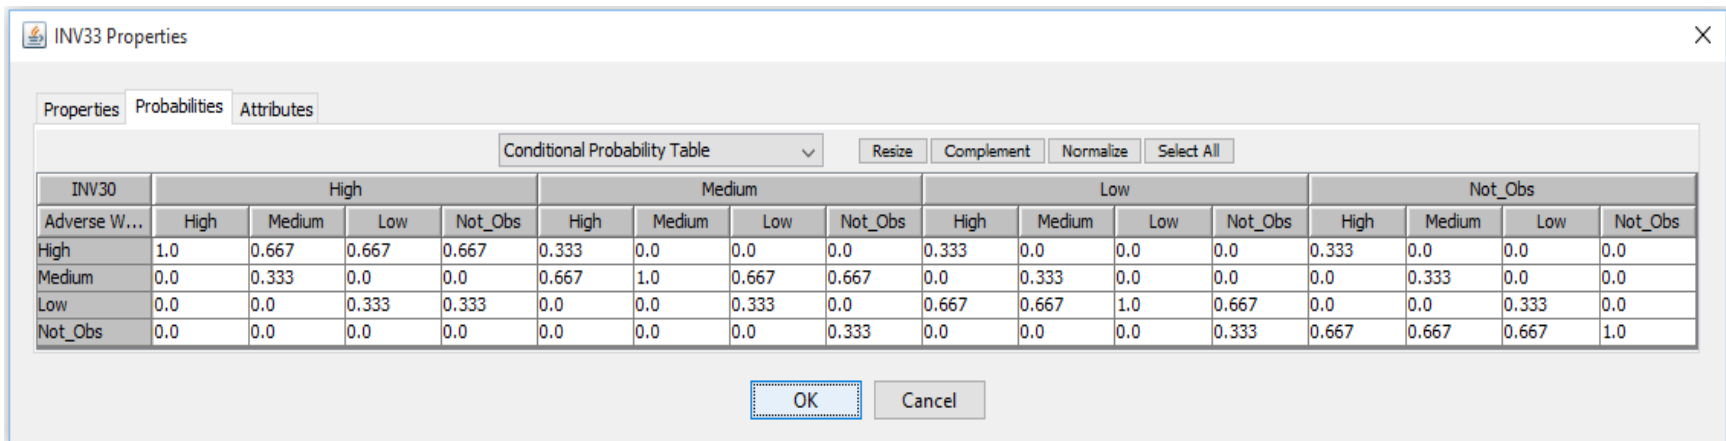 INV33 Properties
Properties Probabilities Attributes
Conditional Probability Table Resize Complement Normalize Select All
INV30 High Medium Low Not_Obs
Adverse W... High Medium Low Not_Obs High Medium Low Not_Obs High Medium Low Not_Obs High Medium Low Not_Obs
High 1.0 0.667 0.667 0.667 0.333 0.0 0.0 0.0 0.333 0.0 0.0 0.0 0.333 0.0 0.0 0.0
Medium 0.0 0.333 0.0 0.0 0.667 1.0 0.667 0.667 0.0 0.333 0.0 0.0 0.0 0.333 0.0 0.0
Low 0.0 0.0 0.333 0.333 0.0 0.0 0.333 0.0 0.667 0.667 1.0 0.667 0.0 0.0 0.333 0.0
Not_Obs 0.0 0.0 0.0 0.0 0.0 0.0 0.0 0.333 0.0 0.0 0.0 0.333 0.667 0.667 0.667 1.0
OK Cancel